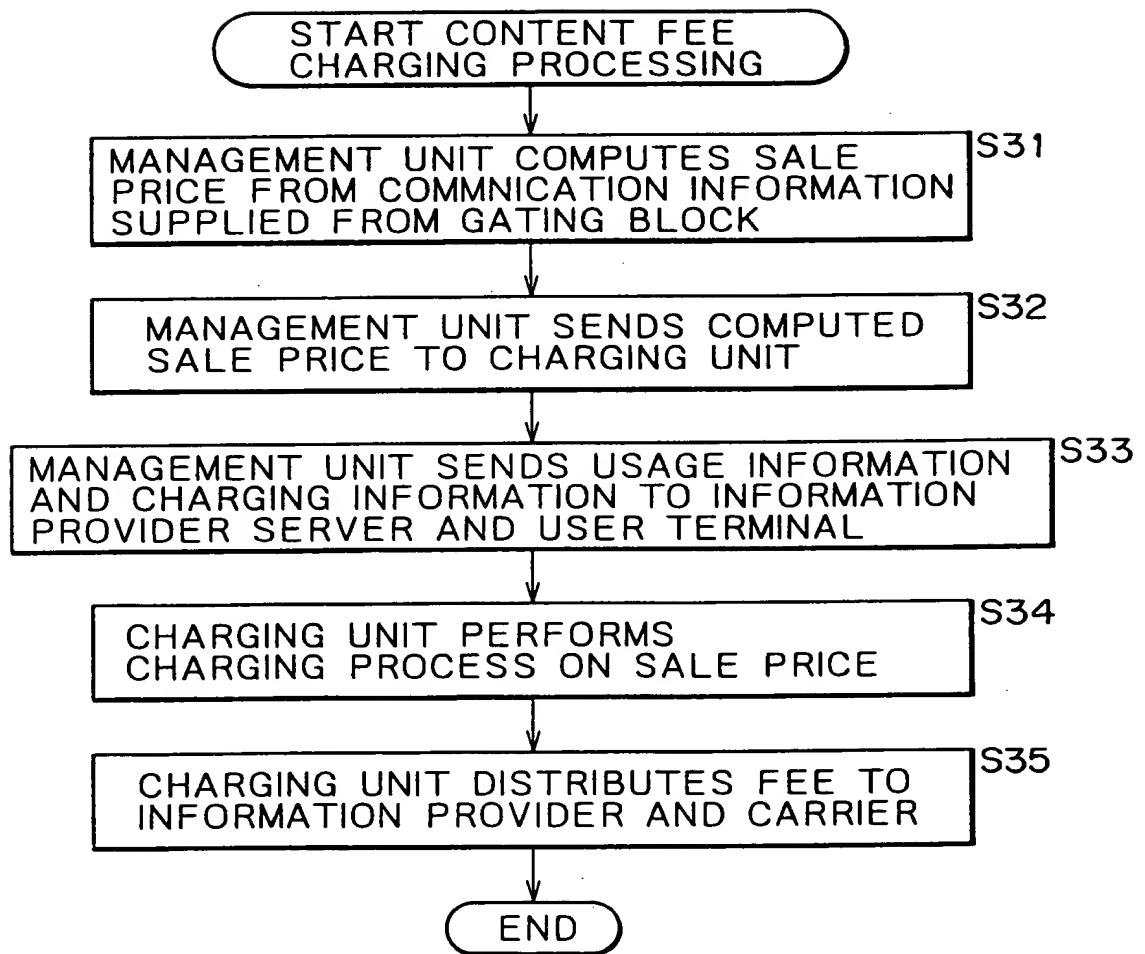 START CONTENT FEE
CHARGING PROCESSING
S31
MANAGEMENT UNIT COMPUTES SALE
PRICE FROM COMMNICATION INFORMATION
SUPPLIED FROM GATING BLOCK
S32
MANAGEMENT UNIT SENDS COMPUTED
SALE PRICE TO CHARGING UNIT
S33
MANAGEMENT UNIT SENDS USAGE INFORMATION
AND CHARGING INFORMATION TO INFORMATION
PROVIDER SERVER AND USER TERMINAL
S34
CHARGING UNIT PERFORMS
CHARGING PROCESS ON SALE PRICE
S35
CHARGING UNIT DISTRIBUTES FEE TO
INFORMATION PROVIDER AND CARRIER
END